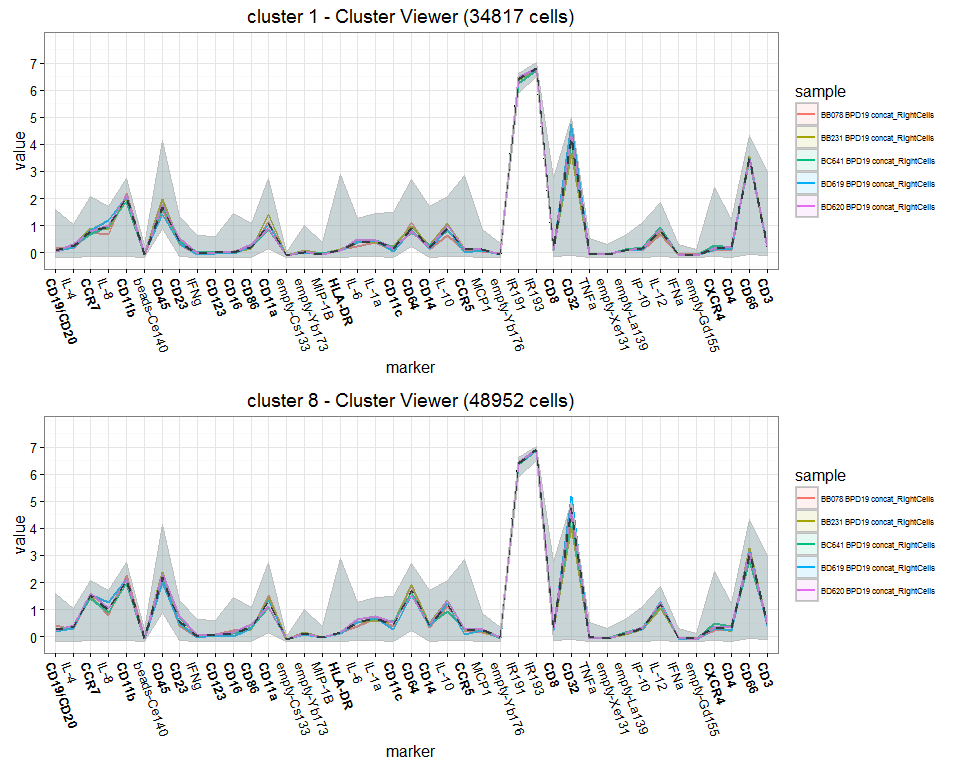 cluster 1 - Cluster Viewer (34817 cells)
value
7
6
5
4
3
2
1
0
CD19/CD20
IL-4
CCR7
IL-8
CD11b
beads-Ce140
CD45
CD23
IFNg
CD123
CD16
CD86
CD11a
empty-Cs133
empty-Yb173
MIP-1B
HLA-DR
IL-6
IL-1a
CD11c
CD64
CD14
IL-10
CCR5
MCP1
empty-Yb176
IR191
IR193
CD8
CD32
TNFa
empty-Xe131
empty-La139
IP-10
IL-12
IFNa
empty-Gd155
CXCR4
CD4
CD66
CD3
marker
sample
BB078 BPD19 concat_RightCells
BB231 BPD19 concat_RightCells
BC641 BPD19 concat_RightCells
BD619 BPD19 concat_RightCells
BD620 BPD19 concat_RightCells
cluster 8 - Cluster Viewer (48952 cells)
value
7
6
5
4
3
2
1
0
CD19/CD20
IL-4
CCR7
IL-8
CD11b
beads-Ce140
CD45
CD23
IFNg
CD123
CD16
CD86
CD11a
empty-Cs133
empty-Yb173
MIP-1B
HLA-DR
IL-6
IL-1a
CD11c
CD64
CD14
IL-10
CCR5
MCP1
empty-Yb176
IR191
IR193
CD8
CD32
TNFa
empty-Xe131
empty-La139
IP-10
IL-12
IFNa
empty-Gd155
CXCR4
CD4
CD66
CD3
marker
sample
BB078 BPD19 concat_RightCells
BB231 BPD19 concat_RightCells
BC641 BPD19 concat_RightCells
BD619 BPD19 concat_RightCells
BD620 BPD19 concat_RightCells